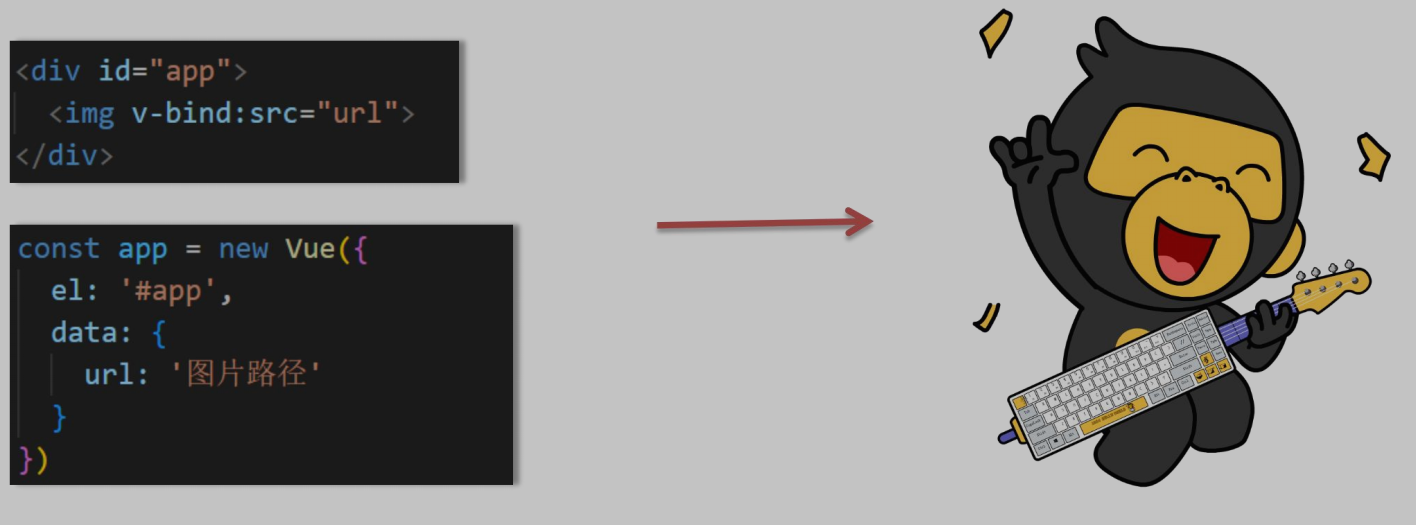 <div id="app">
  <img v-bind:src="url">
</div>
const app = new Vue({
  el: '#app',
  data: {
    url: '图片路径'
  }
})